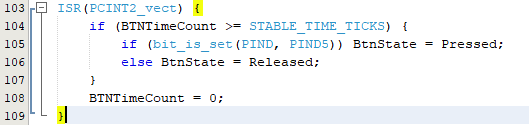 103 ISR(PCINT2_vect) {
104 if (BTNTimeCount >= STABLE_TIME_TICKS) {
105 if (bit_is_set(PIND, PIND5)) BtnState = Pressed;
106 else BtnState = Released;
107 }
108 BTNTimeCount = 0;
109 }